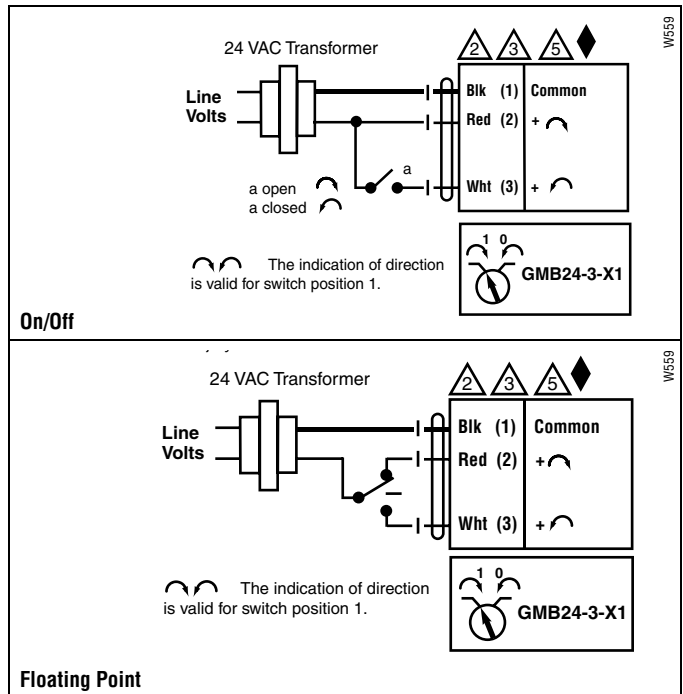 W559
24 VAC Transformer
2 3 5
Line
Volts
Blk (1) Common
Red (2) +
a
Wht (3) +
a open
a closed
The indication of direction
is valid for switch position 1.
1 0
GMB24-3-X1
On/Off
W559
24 VAC Transformer
2 3 5
Line
Volts
Blk (1) Common
Red (2) +
Wht (3) +
The indication of direction
is valid for switch position 1.
1 0
GMB24-3-X1
Floating Point